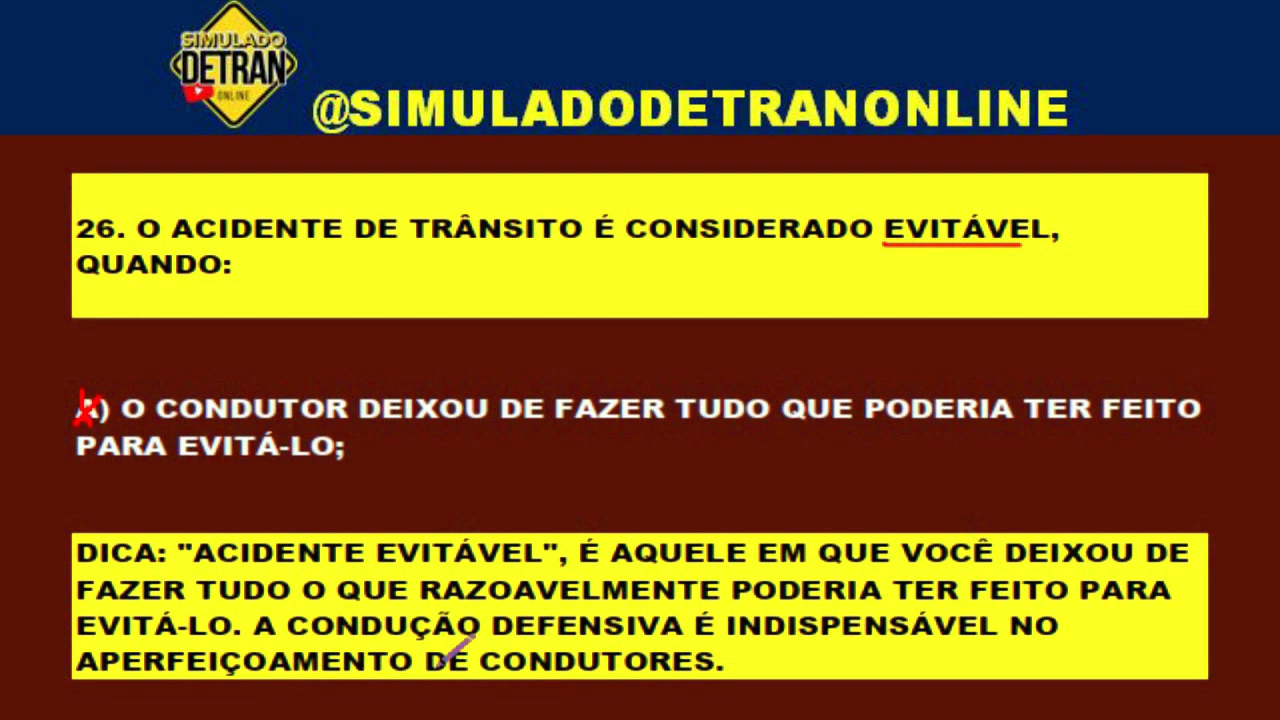 SIMULADO
DETRAN
ONLINE
@SIMULADODETRANONLINE
26. O ACIDENTE DE TRÂNSITO É CONSIDERADO EVITÁVEL,
QUANDO:
A) O CONDUTOR DEIXOU DE FAZER TUDO QUE PODERIA TER FEITO
PARA EVITÁ-LO;
DICA: "ACIDENTE EVITÁVEL", É AQUELE EM QUE VOCÊ DEIXOU DE
FAZER TUDO O QUE RAZOAVELMENTE PODERIA TER FEITO PARA
EVITÁ-LO. A CONDUÇÃO DEFENSIVA É INDISPENSÁVEL NO
APERFEIÇOAMENTO DE CONDUTORES.